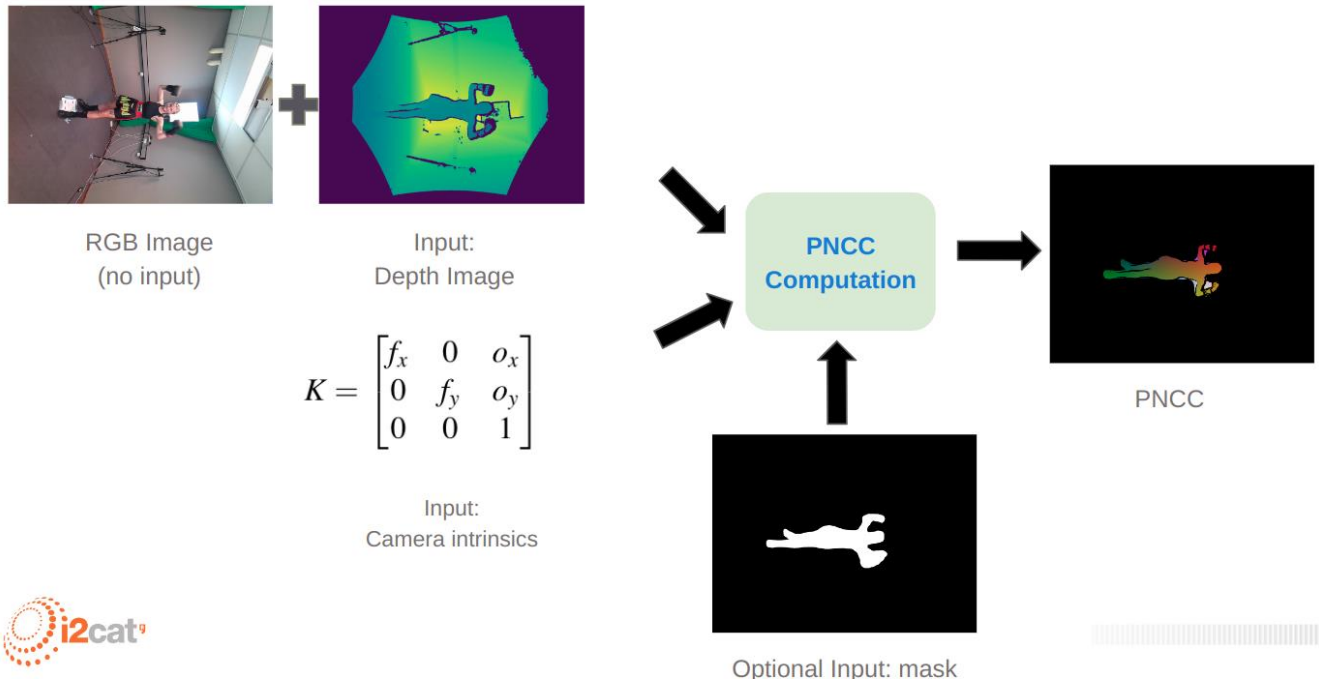 RGB Image
(no input)
Input:
Depth Image
PNCC
Computation
PNCC
K = [f_x 0 o_x
0 f_y o_y
0 0 1]
Input:
Camera intrinsics
i2cat
Optional Input: mask